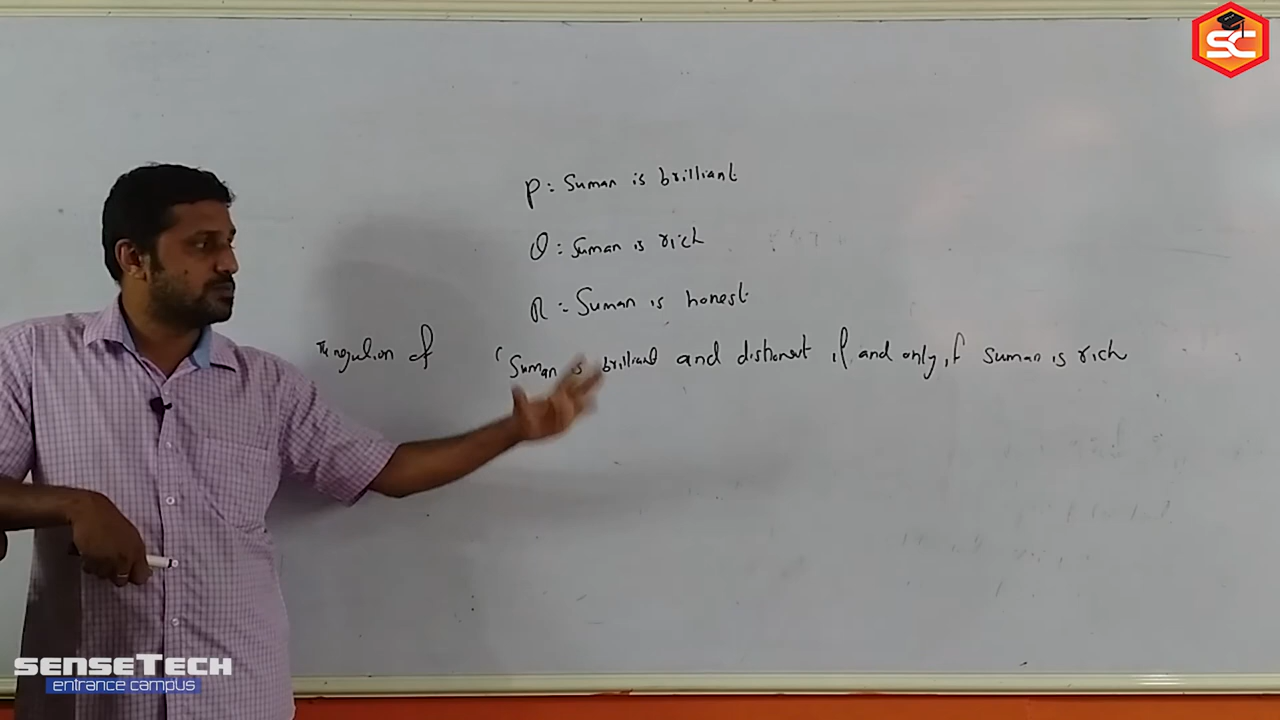 SC
P : Suman is brilliant
Q : Suman is rich
R : Suman is honest
The negation of 'Suman is brilliant and dishonest if and only if Suman is rich
SENSETECH
entrance campus